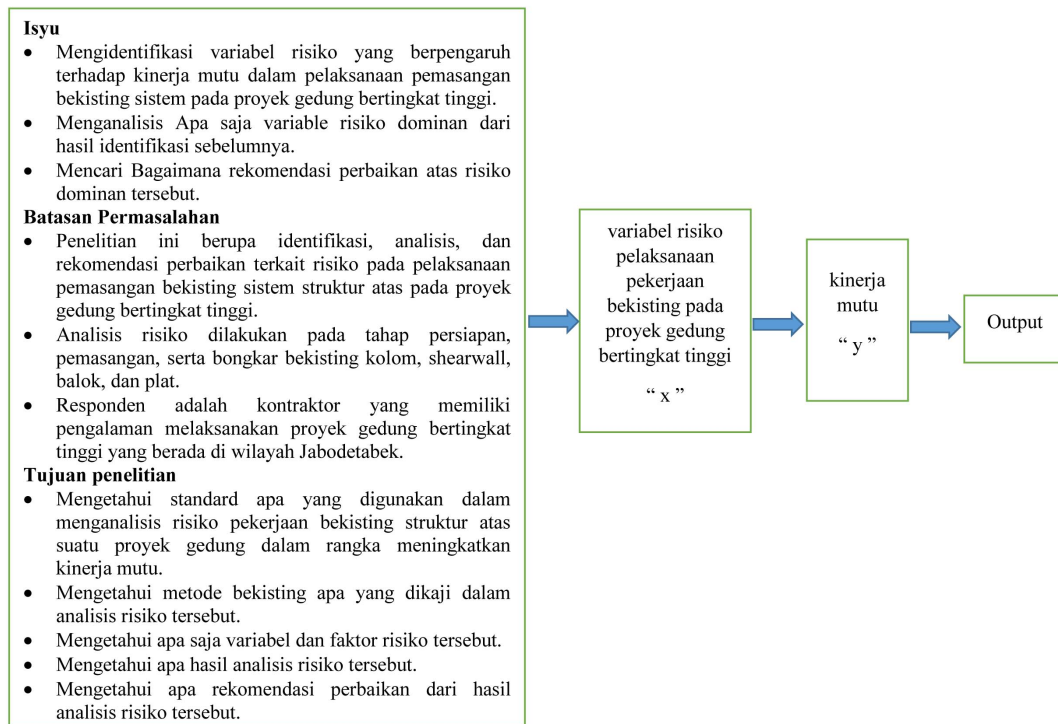 Isyu
• Mengidentifikasi variabel risiko yang berpengaruh
terhadap kinerja mutu dalam pelaksanaan pemasangan
bekisting sistem pada proyek gedung bertingkat tinggi.
• Menganalisis Apa saja variable risiko dominan dari
hasil identifikasi sebelumnya.
• Mencari Bagaimana rekomendasi perbaikan atas risiko
dominan tersebut.
Batasan Permasalahan
• Penelitian ini berupa identifikasi, analisis, dan
rekomendasi perbaikan terkait risiko pada pelaksanaan
pemasangan bekisting sistem struktur atas pada proyek
gedung bertingkat tinggi.
• Analisis risiko dilakukan pada tahap persiapan,
pemasangan, serta bongkar bekisting kolom, shearwall,
balok, dan plat.
• Responden adalah kontraktor yang memiliki
pengalaman melaksanakan proyek gedung bertingkat
tinggi yang berada di wilayah Jabodetabek.
Tujuan penelitian
• Mengetahui standard apa yang digunakan dalam
menganalisis risiko pekerjaan bekisting struktur atas
suatu proyek gedung dalam rangka meningkatkan
kinerja mutu.
• Mengetahui metode bekisting apa yang dikaji dalam
analisis risiko tersebut.
• Mengetahui apa saja variabel dan faktor risiko tersebut.
• Mengetahui apa hasil analisis risiko tersebut.
• Mengetahui apa rekomendasi perbaikan dari hasil
analisis risiko tersebut.
variabel risiko
pelaksanaan
pekerjaan
bekisting pada
proyek gedung
bertingkat tinggi
“ x ”
kinerja
mutu
“ y ”
Output